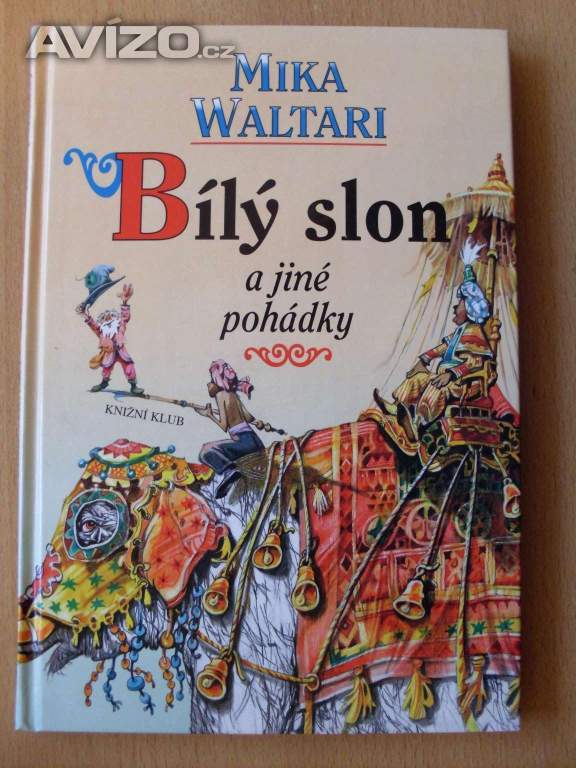 AVÍZO.cz
MIKA
WALTARI
Bílý slon
a jiné
pohádky
KNIŽNÍ KLUB